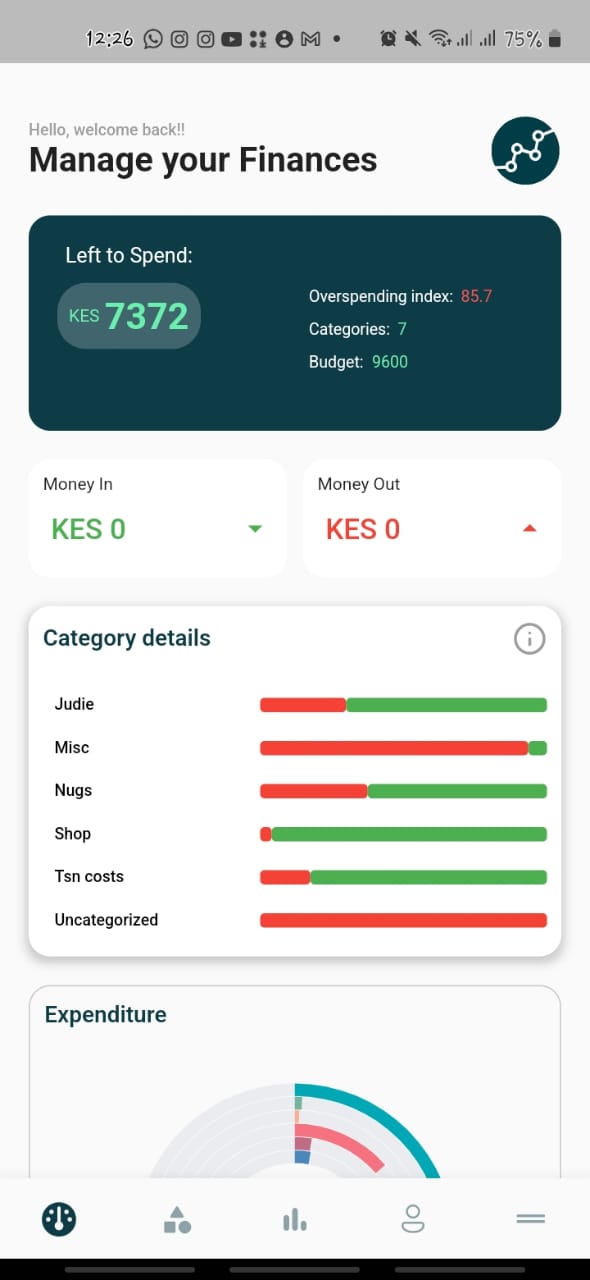 12:26
75%
Hello, welcome back!!
Manage your Finances
Left to Spend:
KES 7372
Overspending index: 85.7
Categories: 7
Budget: 9600
Money In
KES 0
Money Out
KES 0
Category details
Judie
Misc
Nugs
Shop
Tsn costs
Uncategorized
Expenditure